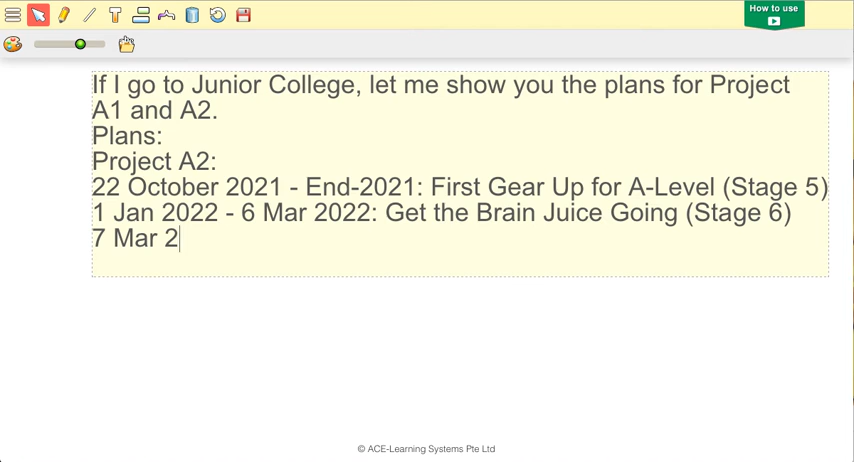 How to use
If I go to Junior College, let me show you the plans for Project
A1 and A2.
Plans:
Project A2:
22 October 2021 - End-2021: First Gear Up for A-Level (Stage 5)
1 Jan 2022 - 6 Mar 2022: Get the Brain Juice Going (Stage 6)
7 Mar 2
© ACE-Learning Systems Pte Ltd